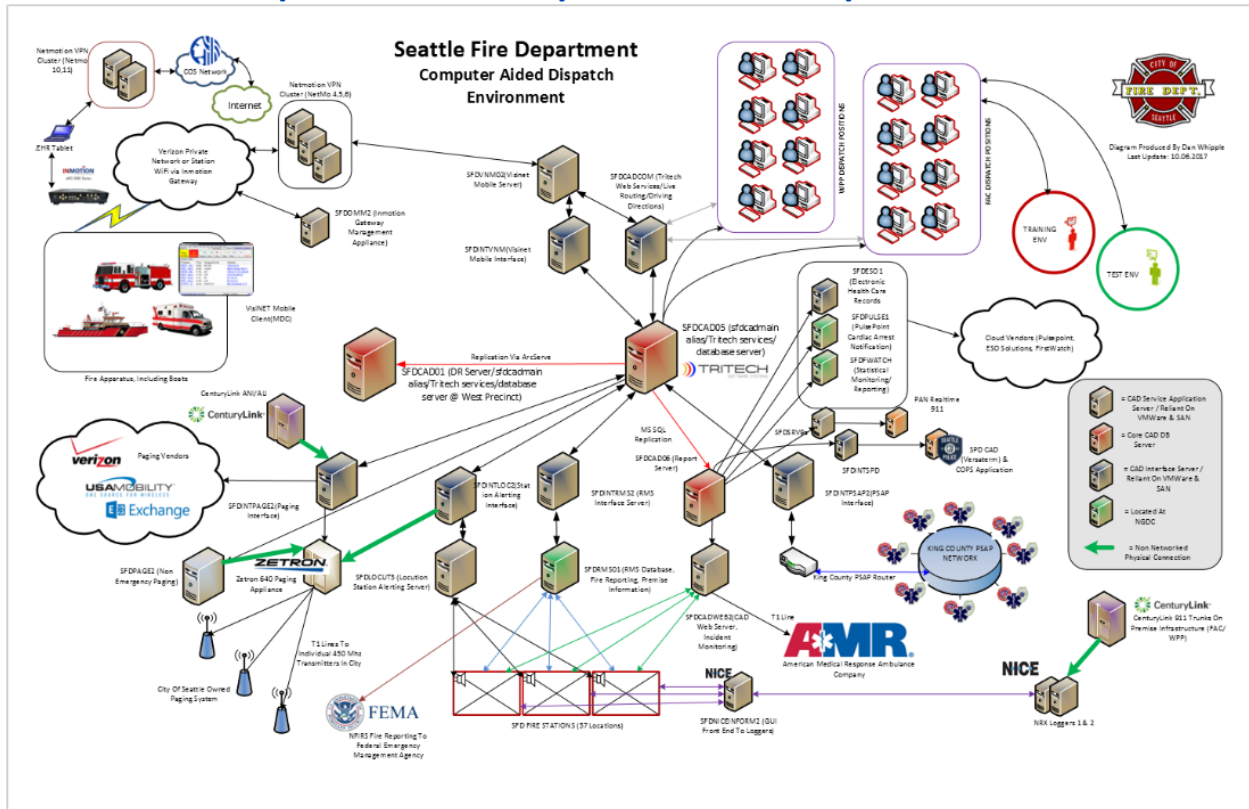 Seattle Fire Department
Computer Aided Dispatch
Environment
Netmotion VPN
Cluster (Netmo
10,11)
COS Network
Internet
Netmotion VPN
Cluster (NetMo 4,5,6)
EHR Tablet
INMOTION
Verizon Private
Network or Station
WiFi via Inmotion
Gateway
SFDOMM2 (Inmotion
Gateway
Management
Appliance)
VisiNET Mobile
Client(MDC)
Fire Apparatus, Including Boats
SFDVNMO2(Visinet
Mobile Server)
SFDCADCOM (Tritech
Web Services/Live
Routing/Driving
Directions)
SFDINTVNM(Visinet
Mobile Interface)
WPP DISPATCH POSITIONS
FAC DISPATCH POSITIONS
CITY OF
FIRE DEPT.
SEATTLE
Diagram Produced By Dan Whipple
Last Update: 10.06.2017
TRAINING
ENV
TEST ENV
SFDCAD05 (sfdcadmain
alias/Tritech services/
database server)
TRITECH
Replication Via ArcServe
SFDCAD01 (DR Server/sfdcadmain
alias/Tritech services/database
server @ West Precinct)
SFDESO1
(Electronic
Health Care
Records
SFDPULSE1
(PulsePoint
Cardiac Arrest
Notification)
SFDFWATCH
(Statistical
Monitoring/
Reporting)
Cloud Vendors (Pulsepoint,
ESO Solutions, FirstWatch)
CenturyLink ANI/ALI
CenturyLink
verizon
Paging Vendors
USA MOBILITY
ONE SOURCE FOR WIRELESS
Exchange
SFDINTPAGE2(Paging
Interface)
MS SQL
Replication
SFDCAD06 (Report
Server)
PAN Realtime
911
SFDINTSPD
SPD CAD
(Versaterm) &
COPS Application
SFDINTLOC2(Stat
ion Alerting
Interface)
SFDINTRMS2 (RMS
Interface Server)
SFDINTPSAP2(PSAP
Interface)
SFDPAGE2 (Non
Emergency Paging)
ZETRON
Zetron 640 Paging
Appliance
SFDLOCUTS (Locution
Station Alerting Server)
SFDRMS01(RMS Database,
Fire Reporting, Premise
Information)
SFDCADWEB2(CAD
Web Server,
Incident
Monitoring)
King County PSAP Router
KING COUNTY PSAP
NETWORK
T1 Line
AMR
American Medical Response Ambulance
Company
T1 Lines To
Individual 450 Mhz
Transmitters In City
City Of Seattle Owned
Paging System
FEMA
NFIRS Fire Reporting To
Federal Emergency
Management Agency
SFD FIRE STATIONS (37 Locations)
NICE
SFDNICEINFORM2 (GUI
Front End To Loggers)
NICE
NRX Loggers 1 & 2
CenturyLink
CenturyLink 911 Trunks On
Premise Infrastructure (FAC/
WPP)
= CAD Service Application
Server / Reliant On
VMWare & SAN
= Core CAD DB
Server
= CAD Interface Server /
Reliant On VMWare &
SAN
= Located At
NGDC
= Non Networked
Physical Connection